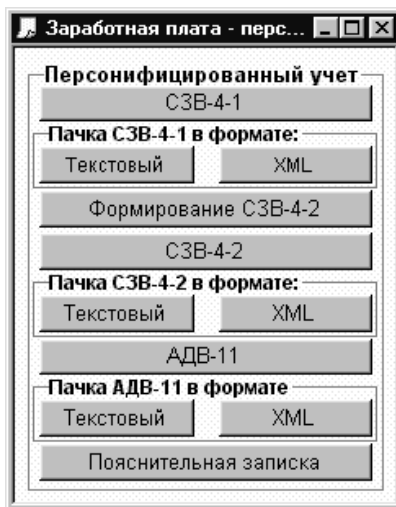 Заработная плата - перс...
Персонифицированный учет
СЗВ-4-1
Пачка СЗВ-4-1 в формате:
Текстовый XML
Формирование СЗВ-4-2
СЗВ-4-2
Пачка СЗВ-4-2 в формате:
Текстовый XML
АДВ-11
Пачка АДВ-11 в формате
Текстовый XML
Пояснительная записка